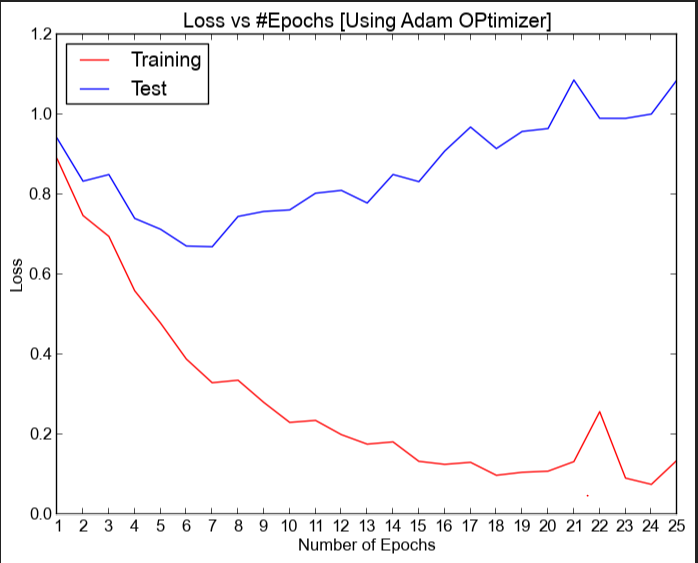 Loss vs #Epochs [Using Adam OPtimizer]
1.2
Training
Test
1.0
0.8
0.6
0.4
0.2
0.0
Loss
1 2 3 4 5 6 7 8 9 10 11 12 13 14 15 16 17 18 19 20 21 22 23 24 25
Number of Epochs